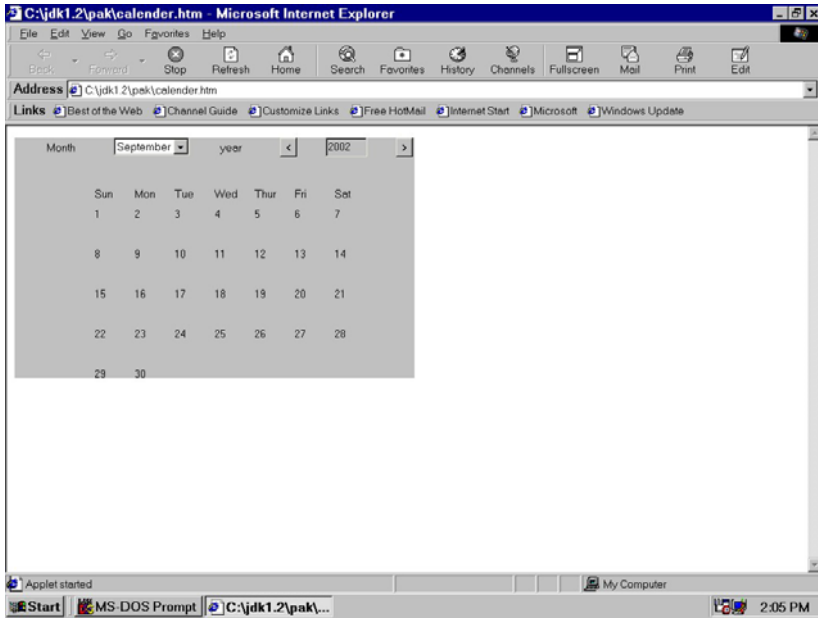 C:\jdk1.2\pak\calender.htm - Microsoft Internet Explorer
File Edit View Go Favorites Help
Back Forward Stop Refresh Home Search Favorites History Channels Fullscreen Mail Print Edit
Address C:\jdk1.2\pak\calender.htm
Links Best of the Web Channel Guide Customize Links Free HotMail Internet Start Microsoft Windows Update
Month September year < 2002 >
Sun Mon Tue Wed Thur Fri Sat
1 2 3 4 5 6 7
8 9 10 11 12 13 14
15 16 17 18 19 20 21
22 23 24 25 26 27 28
29 30
Applet started My Computer
Start MS-DOS Prompt C:\jdk1.2\pak\... 2:05 PM